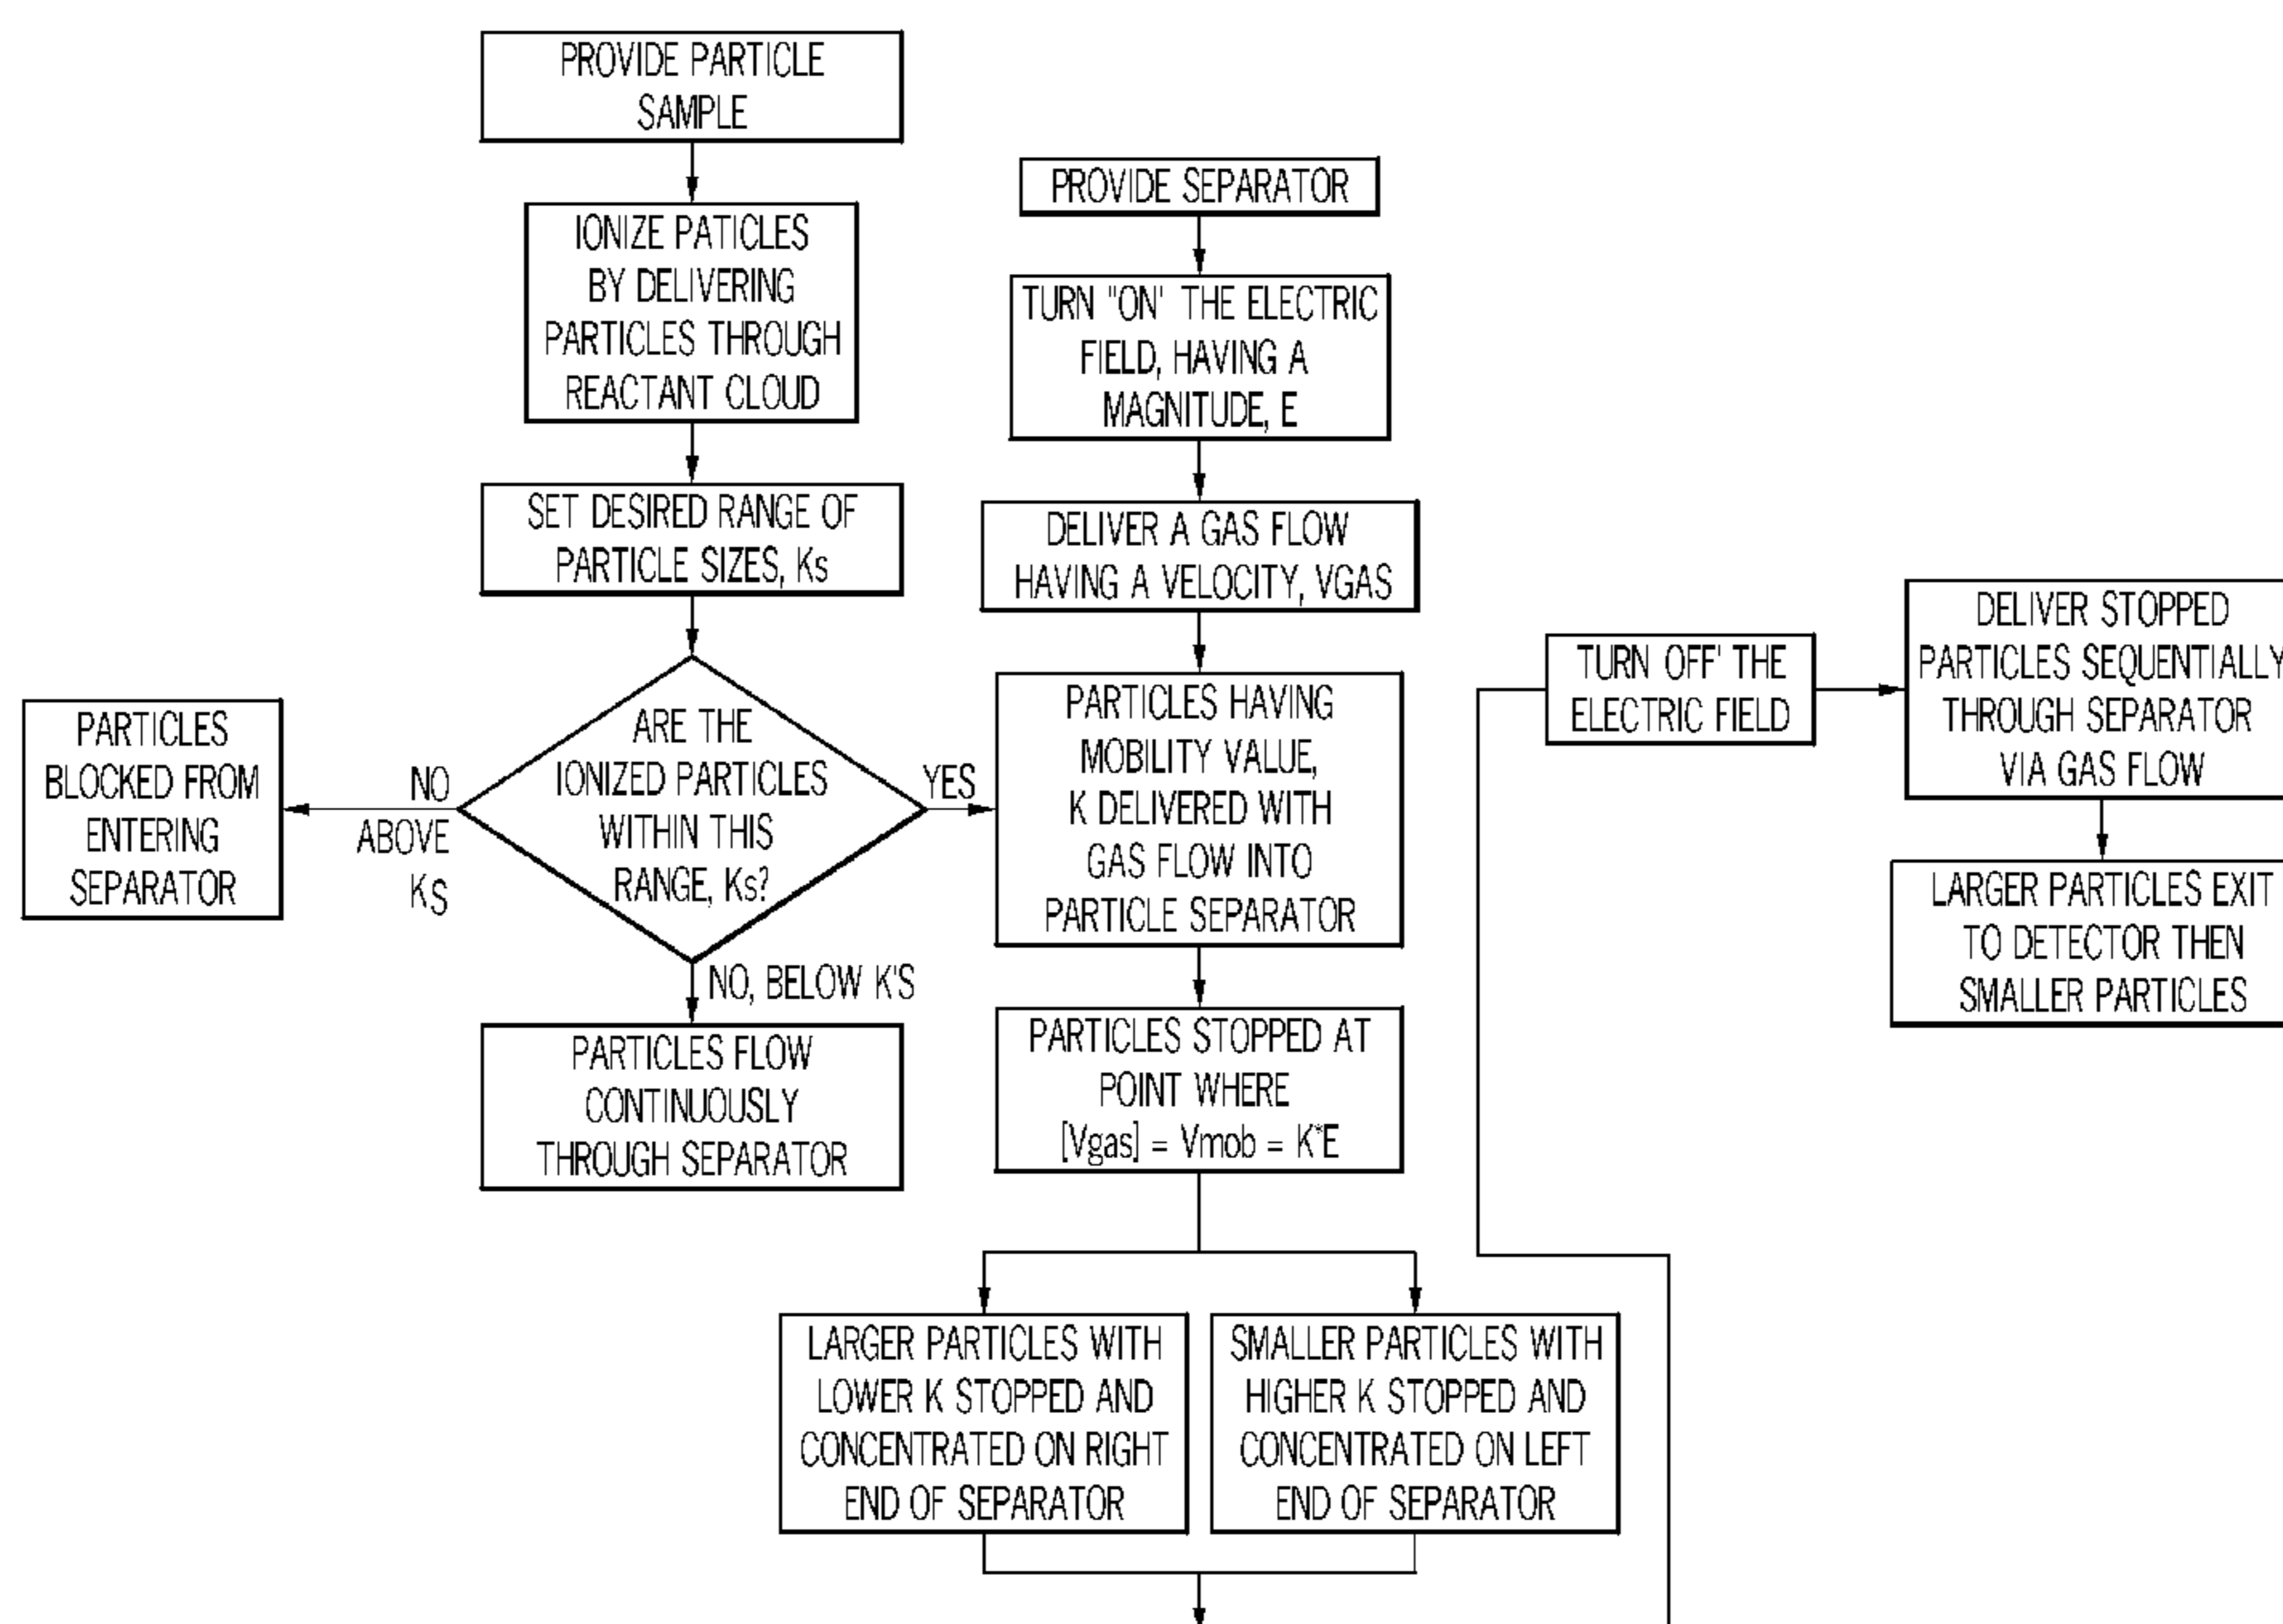 PROVIDE PARTICLE
SAMPLE
IONIZE PATICLES
BY DELIVERING
PARTICLES THROUGH
REACTANT CLOUD
SET DESIRED RANGE OF
PARTICLE SIZES, Ks
ARE THE
IONIZED PARTICLES
WITHIN THIS
RANGE, Ks?
NO
ABOVE
KS
PARTICLES
BLOCKED FROM
ENTERING
SEPARATOR
YES
NO, BELOW K'S
PARTICLES FLOW
CONTINUOUSLY
THROUGH SEPARATOR
PROVIDE SEPARATOR
TURN "ON' THE ELECTRIC
FIELD, HAVING A
MAGNITUDE, E
DELIVER A GAS FLOW
HAVING A VELOCITY, VGAS
PARTICLES HAVING
MOBILITY VALUE,
K DELIVERED WITH
GAS FLOW INTO
PARTICLE SEPARATOR
PARTICLES STOPPED AT
POINT WHERE
[Vgas] = Vmob = K*E
LARGER PARTICLES WITH
LOWER K STOPPED AND
CONCENTRATED ON RIGHT
END OF SEPARATOR
SMALLER PARTICLES WITH
HIGHER K STOPPED AND
CONCENTRATED ON LEFT
END OF SEPARATOR
TURN OFF' THE
ELECTRIC FIELD
DELIVER STOPPED
PARTICLES SEQUENTIALLY
THROUGH SEPARATOR
VIA GAS FLOW
LARGER PARTICLES EXIT
TO DETECTOR THEN
SMALLER PARTICLES